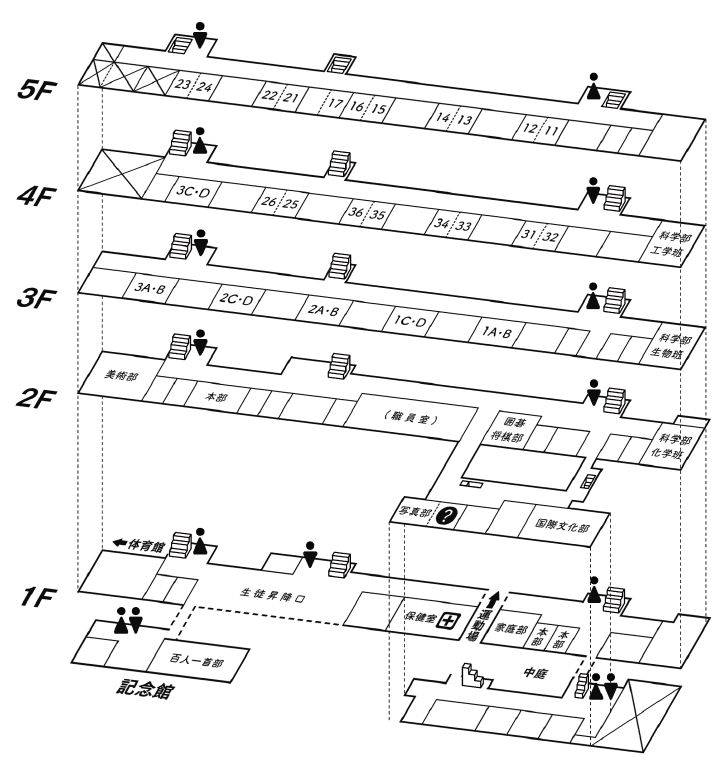 5F
23 24
22 21
17 16 15
14 13
12 11
4F
3C・D
26 25
36 35
34 33
31 32
科学部
工学班
3F
3A・B
2C・D
2A・B
1C・D
1A・B
科学部
生物班
2F
美術部
本部
(職員室)
囲碁
将棋部
科学部
化学班
写真部
?
国際文化部
1F
体育館
生徒昇降口
保健室
運動場
家庭部
本部
本部
百人一首部
中庭
記念館